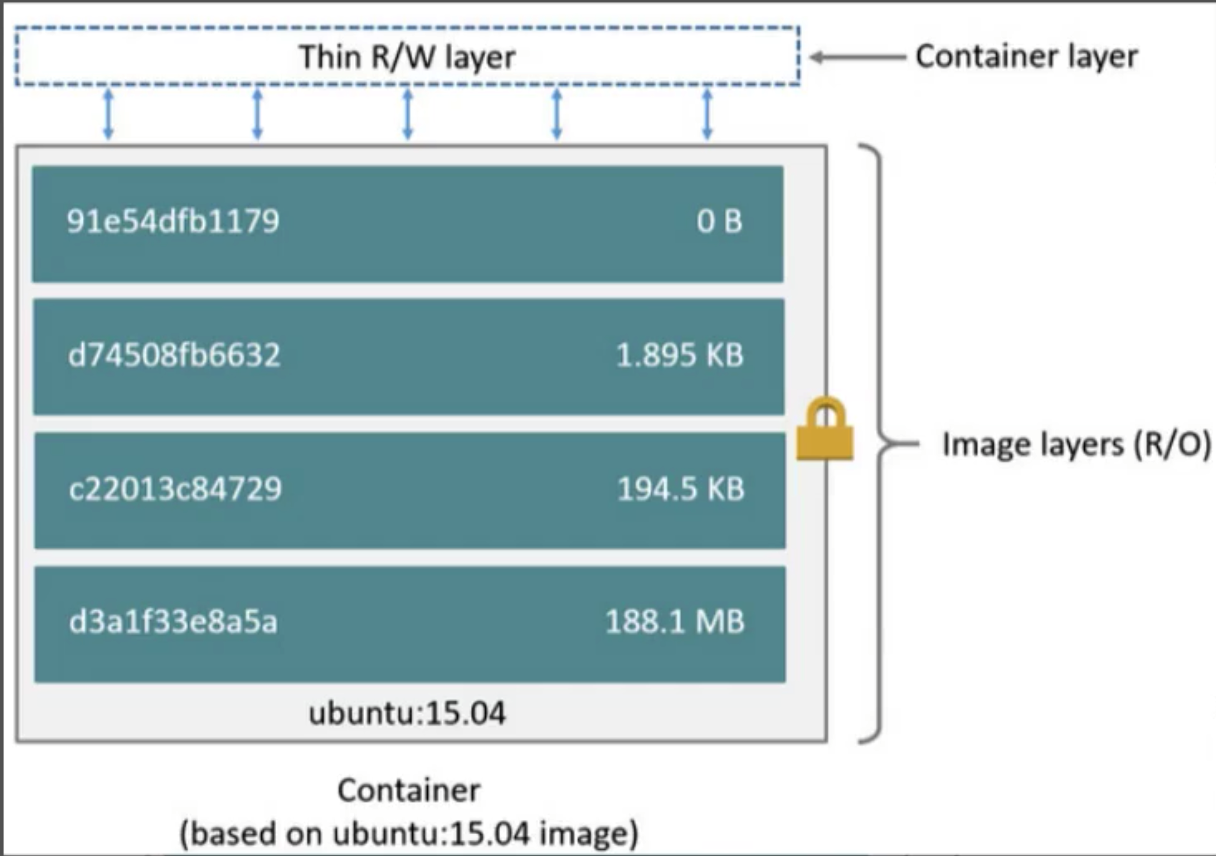 Thin R/W layer
Container layer
91e54dfb1179 0 B
d74508fb6632 1.895 KB
c22013c84729 194.5 KB
Image layers (R/O)
d3a1f33e8a5a 188.1 MB
ubuntu:15.04
Container
(based on ubuntu:15.04 image)